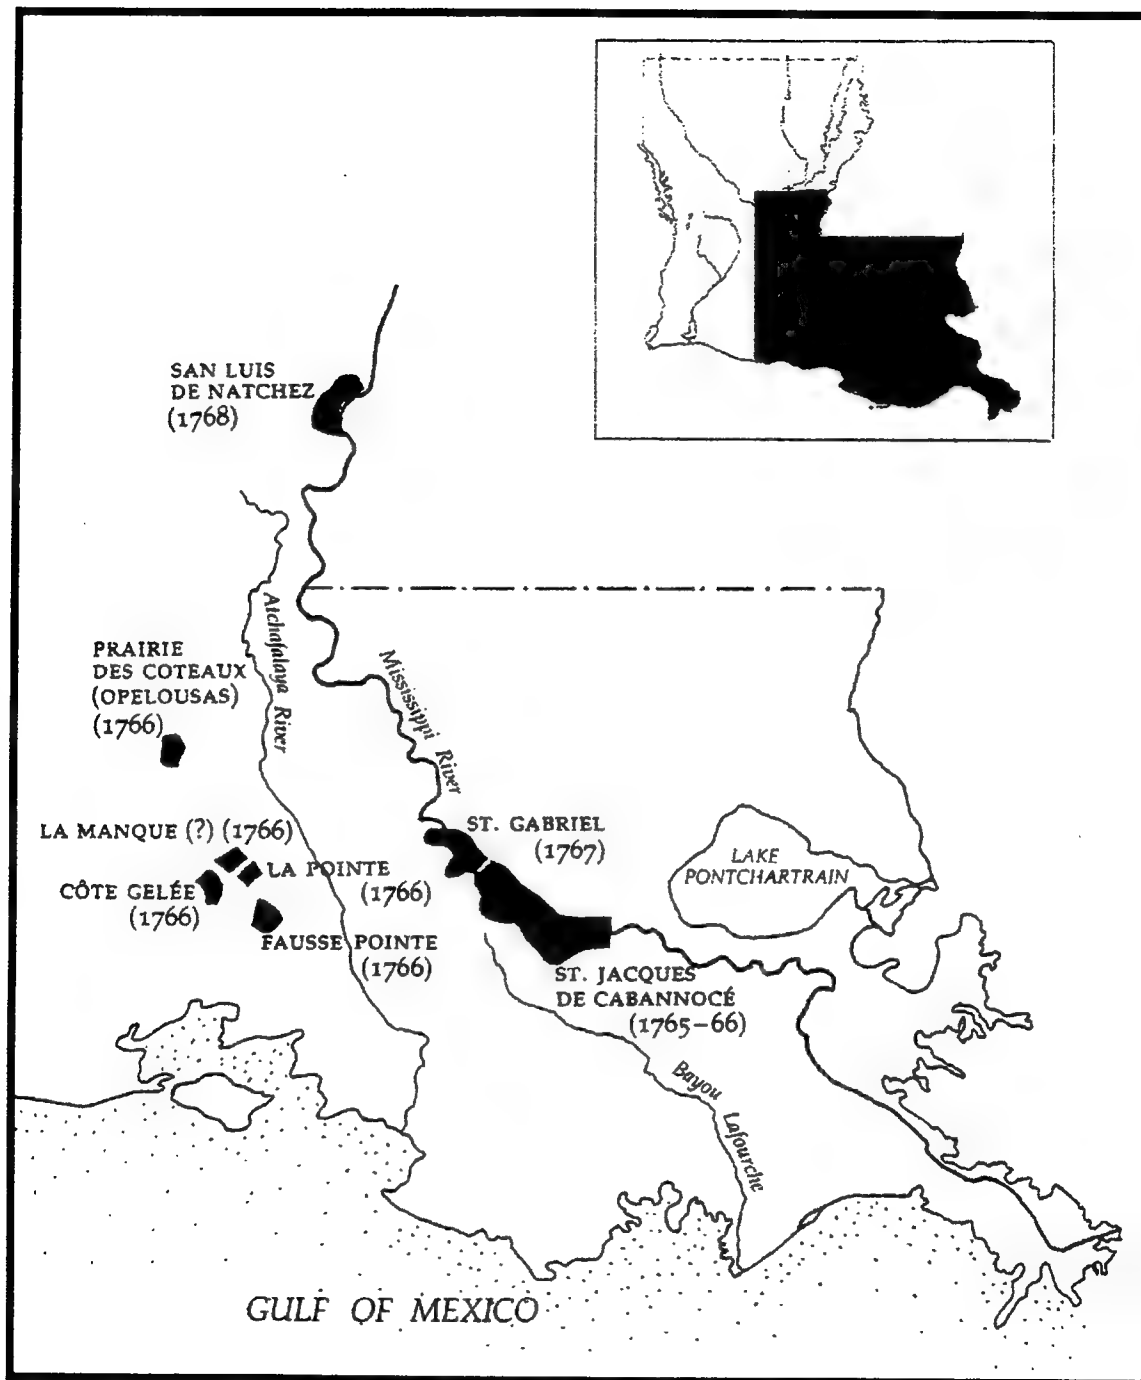 SAN LUIS
DE NATCHEZ
(1768)
PRAIRIE
DES COTEAUX
(OPELOUSAS)
(1766)
Atchafalaya River
Mississippi River
LA MANQUE (?) (1766)
LA POINTE
(1766)
CÔTE GELÉE
(1766)
FAUSSE POINTE
(1766)
ST. GABRIEL
(1767)
LAKE
PONTCHARTRAIN
ST. JACQUES
DE CABANNOCÉ
(1765–66)
Bayou Lafourche
GULF OF MEXICO